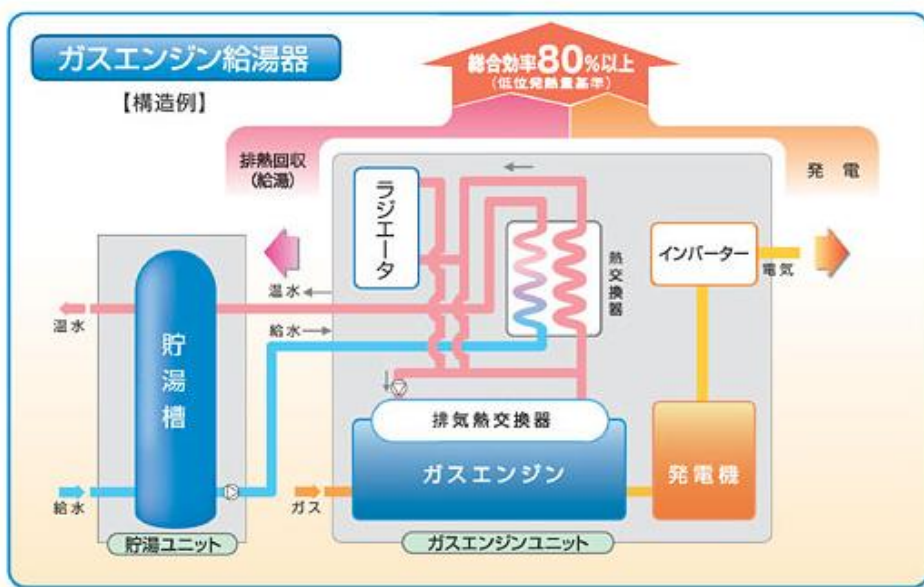 ガスエンジン給湯器
【構造例】
総合効率80%以上
(低位発熱量基準)
排熱回収
(給湯)
発電
ラジエータ
熱交換器
インバーター
電気
温水
給水
温水
貯湯槽
排気熱交換器
ガスエンジン
発電機
給水
ガス
貯湯ユニット
ガスエンジンユニット